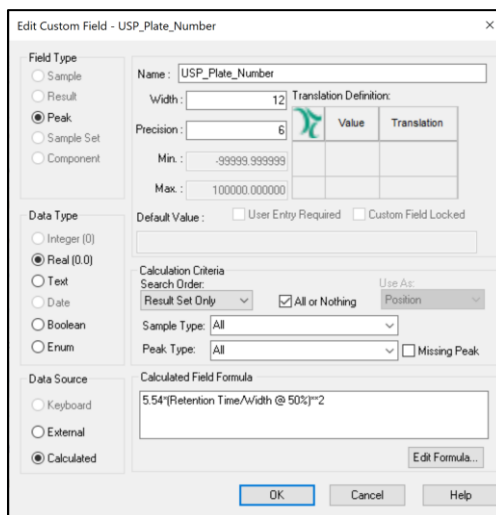 Edit Custom Field - USP_Plate_Number
Field Type
Sample
Result
Peak
Sample Set
Component
Data Type
Integer (0)
Real (0.0)
Text
Date
Boolean
Enum
Data Source
Keyboard
External
Calculated
Name : USP_Plate_Number
Width : 12
Precision : 6
Min. : -99999.999999
Max. : 100000.000000
Translation Definition:
Value Translation
Default Value : User Entry Required Custom Field Locked
Calculation Criteria
Search Order: Use As:
Result Set Only All or Nothing Position
Sample Type: All
Peak Type: All Missing Peak
Calculated Field Formula
5.54*(Retention Time/Width @ 50%)**2
Edit Formula...
OK Cancel Help